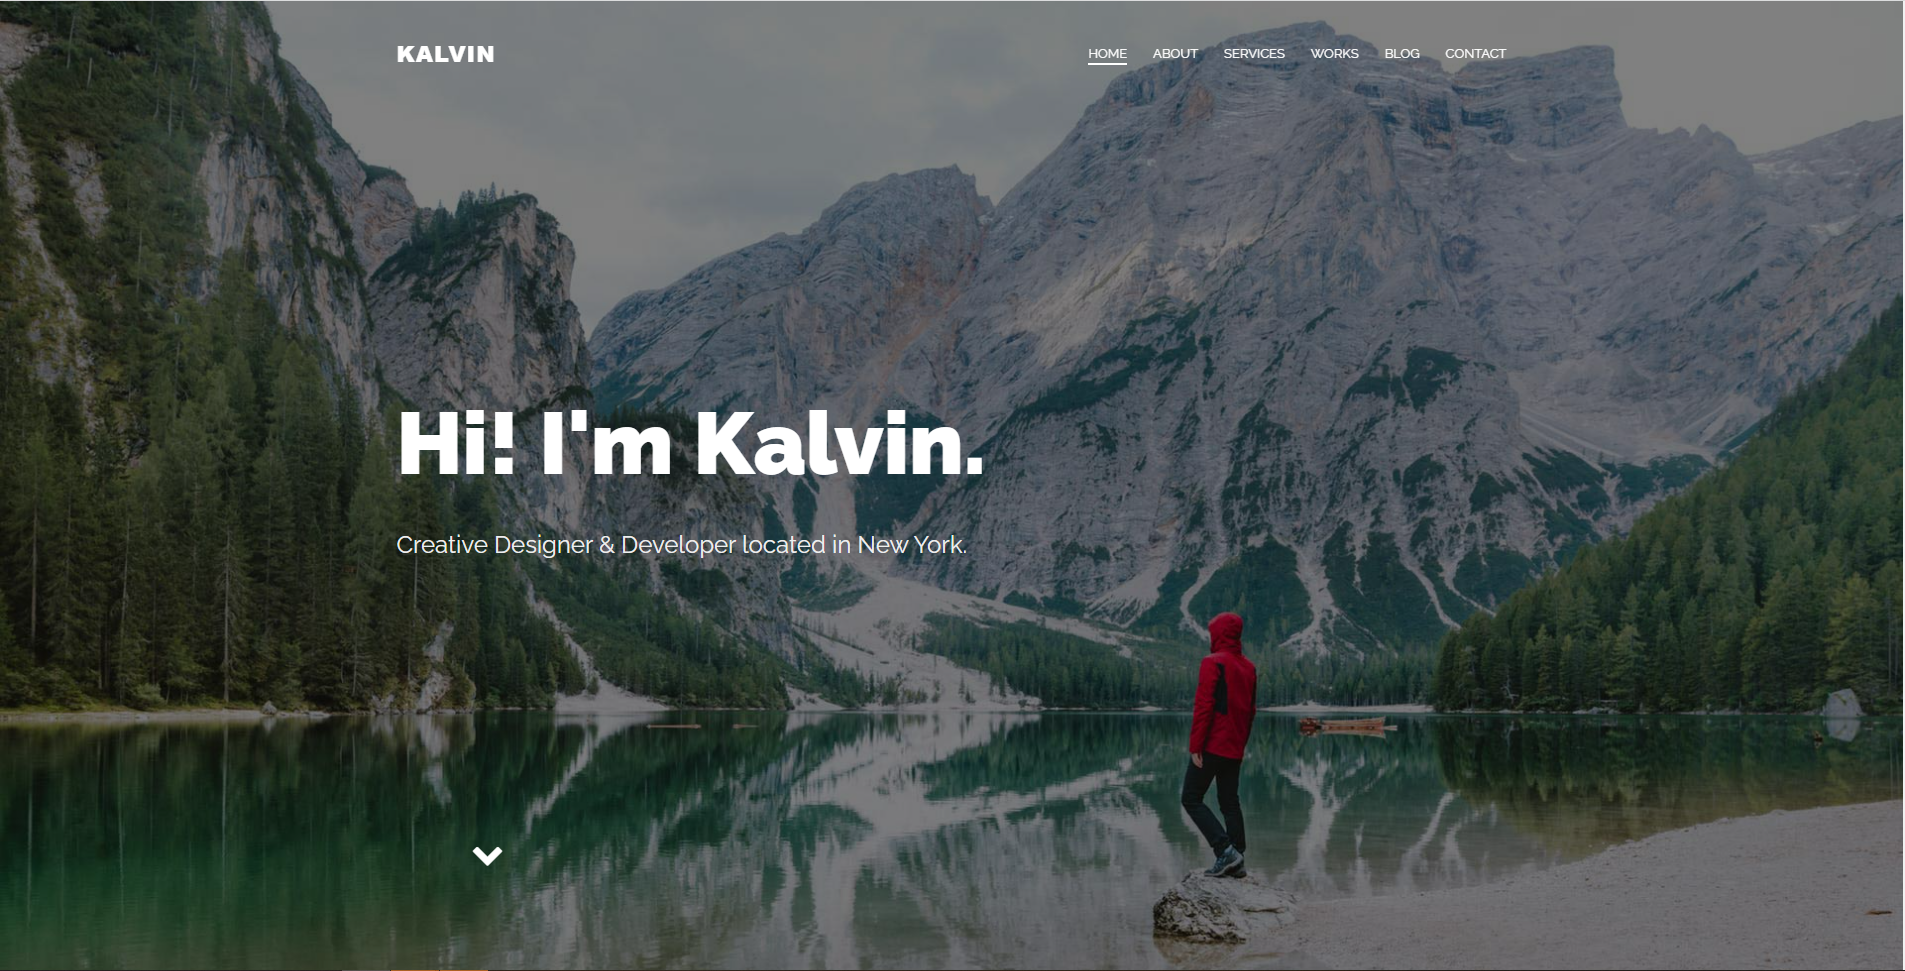 KALVIN
HOME ABOUT SERVICES WORKS BLOG CONTACT
Hi! I'm Kalvin.
Creative Designer & Developer located in New York.